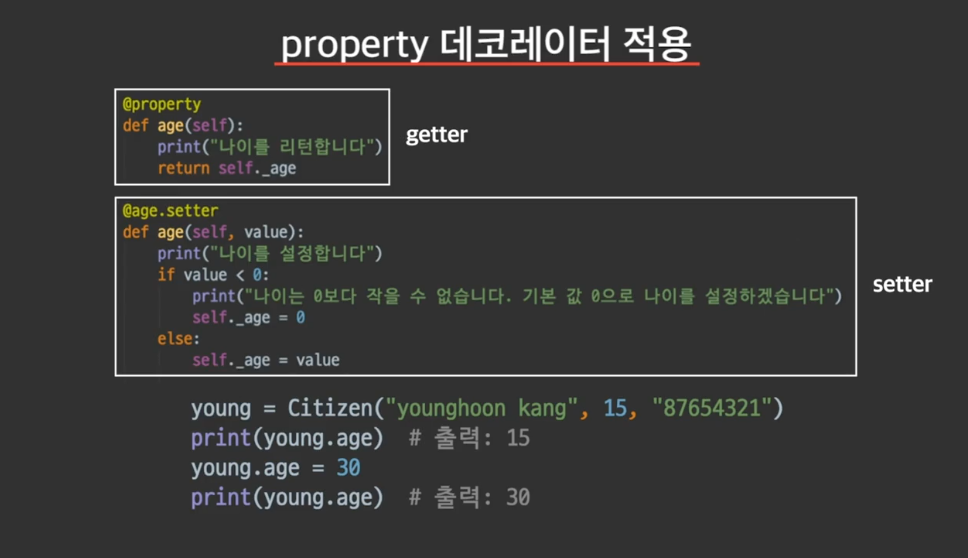 property 데코레이터 적용
@property
def age(self):
    print("나이를 리턴합니다")
    return self._age
getter
@age.setter
def age(self, value):
    print("나이를 설정합니다")
    if value < 0:
        print("나이는 0보다 작을 수 없습니다. 기본 값 0으로 나이를 설정하겠습니다")
        self._age = 0
    else:
        self._age = value
setter
young = Citizen("younghoon kang", 15, "87654321")
print(young.age)  # 출력: 15
young.age = 30
print(young.age)  # 출력: 30